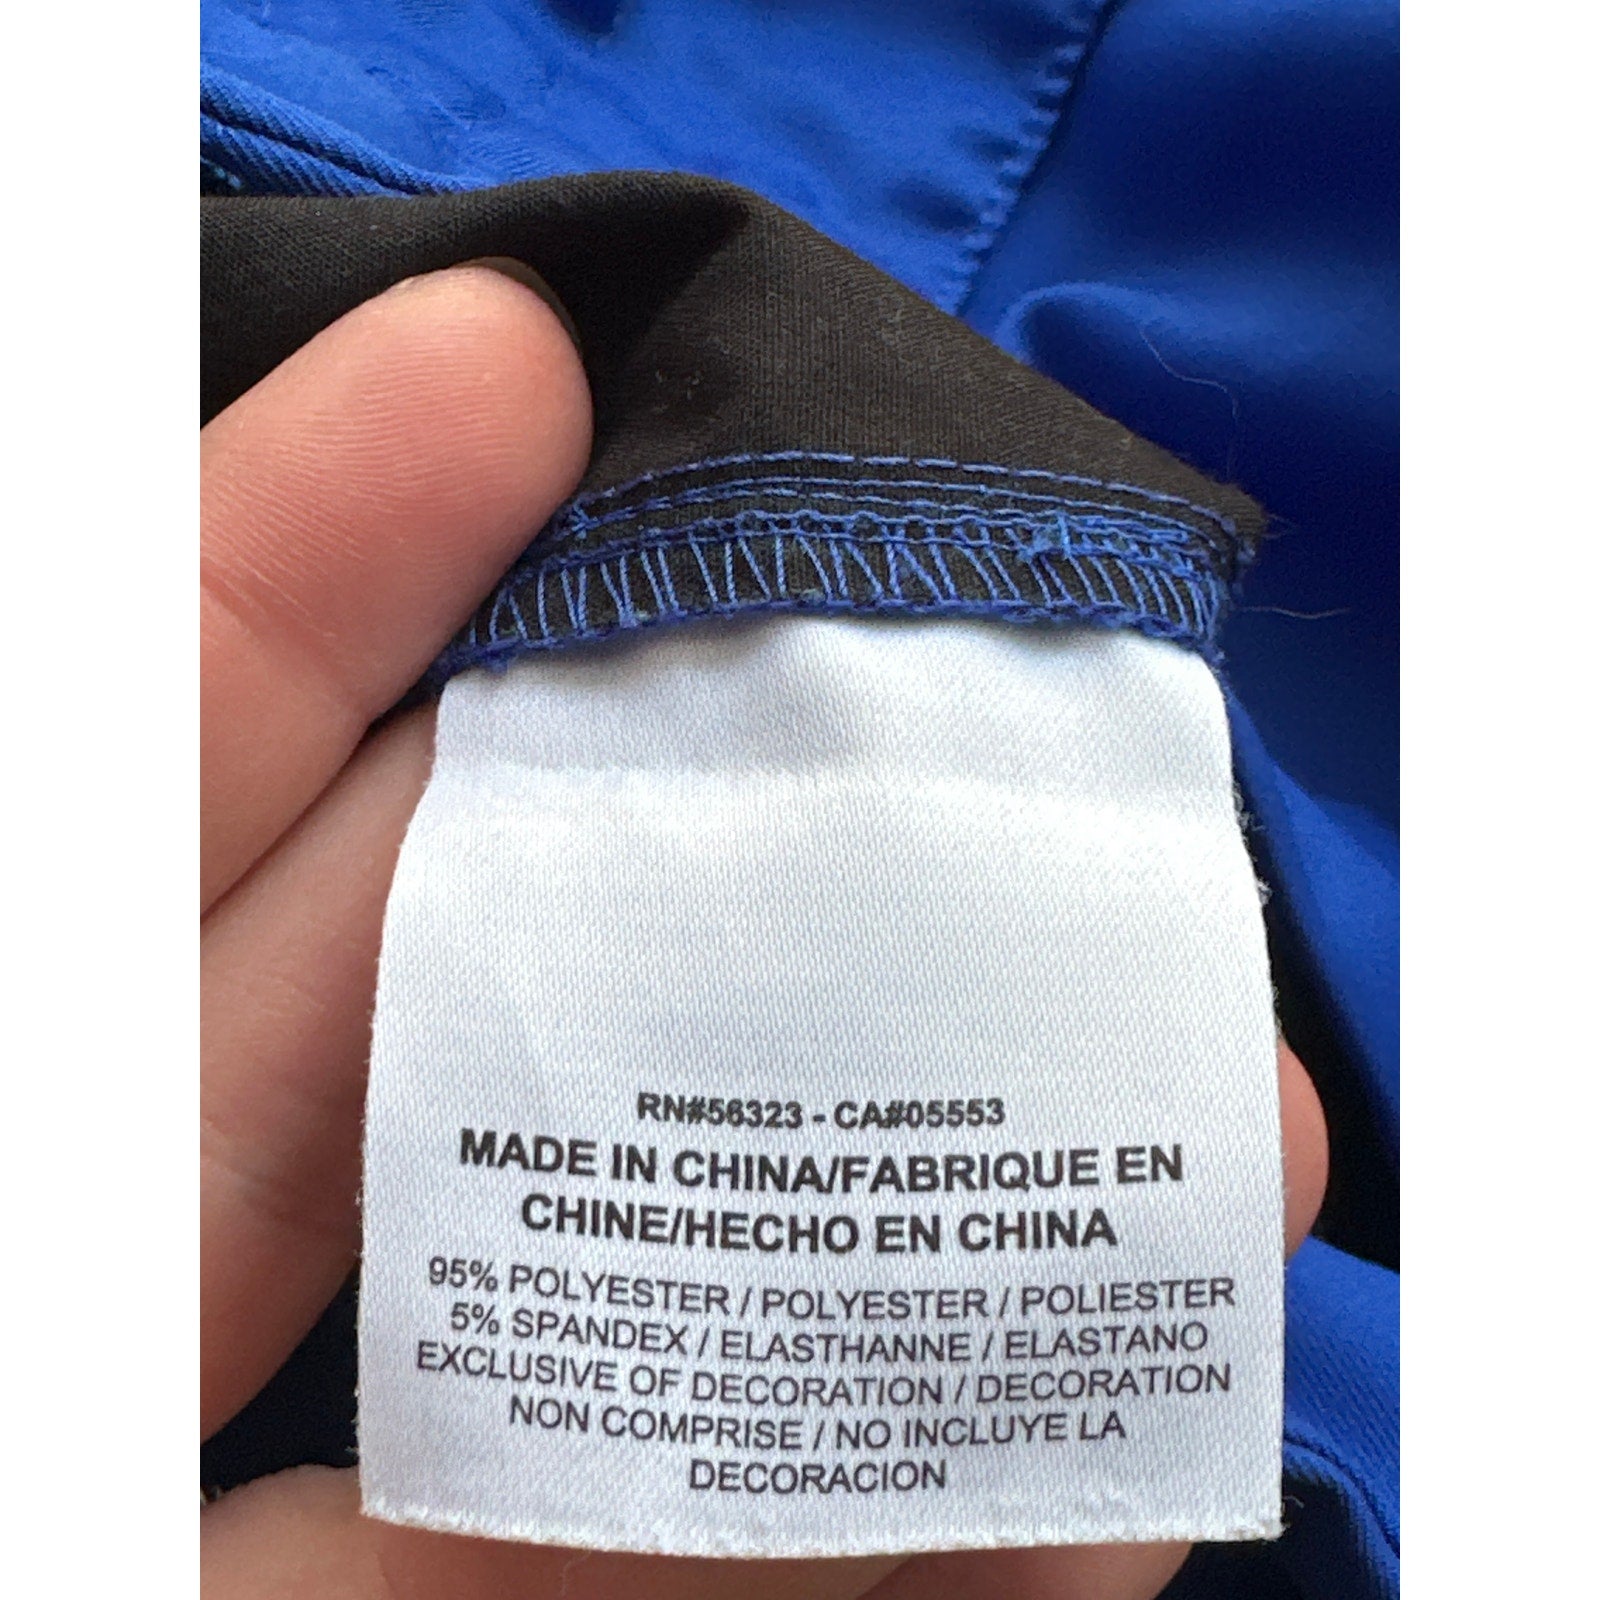 RN#56323 - CA#05553
MADE IN CHINA/FABRIQUE EN
CHINE/HECHO EN CHINA
95% POLYESTER / POLYESTER / POLIESTER
5% SPANDEX / ELASTHANNE / ELASTANO
EXCLUSIVE OF DECORATION / DECORATION
NON COMPRISE / NO INCLUYE LA
DECORACION